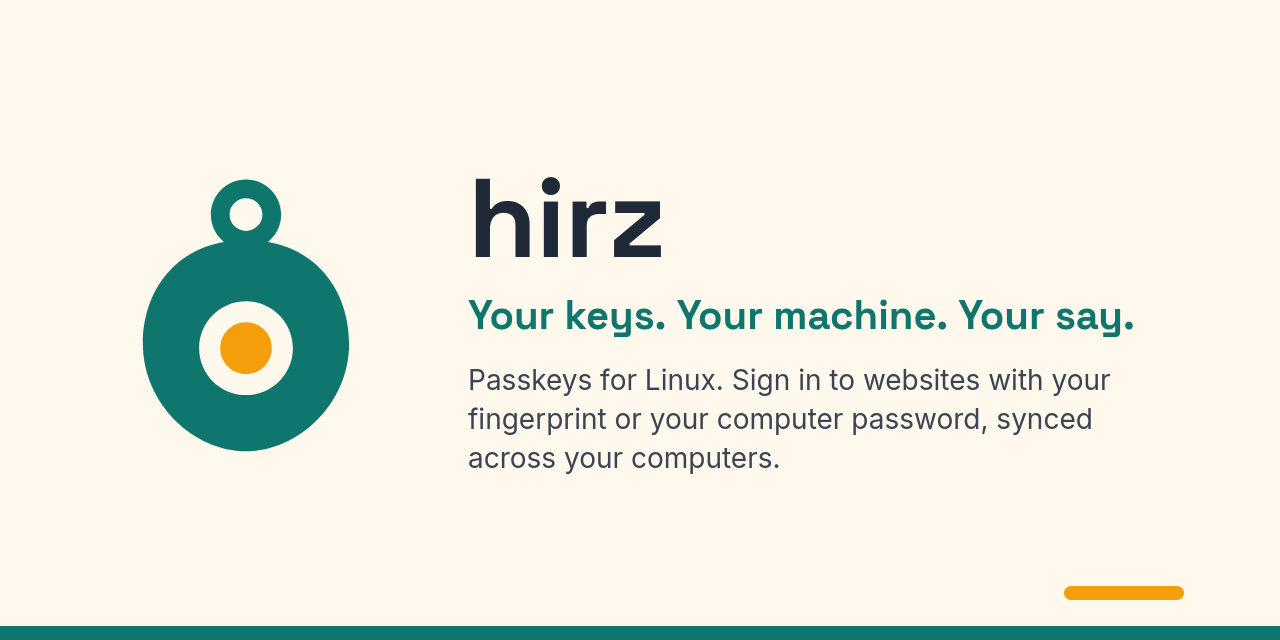 hirz
Your keys. Your machine. Your say.
Passkeys for Linux. Sign in to websites with your
fingerprint or your computer password, synced
across your computers.